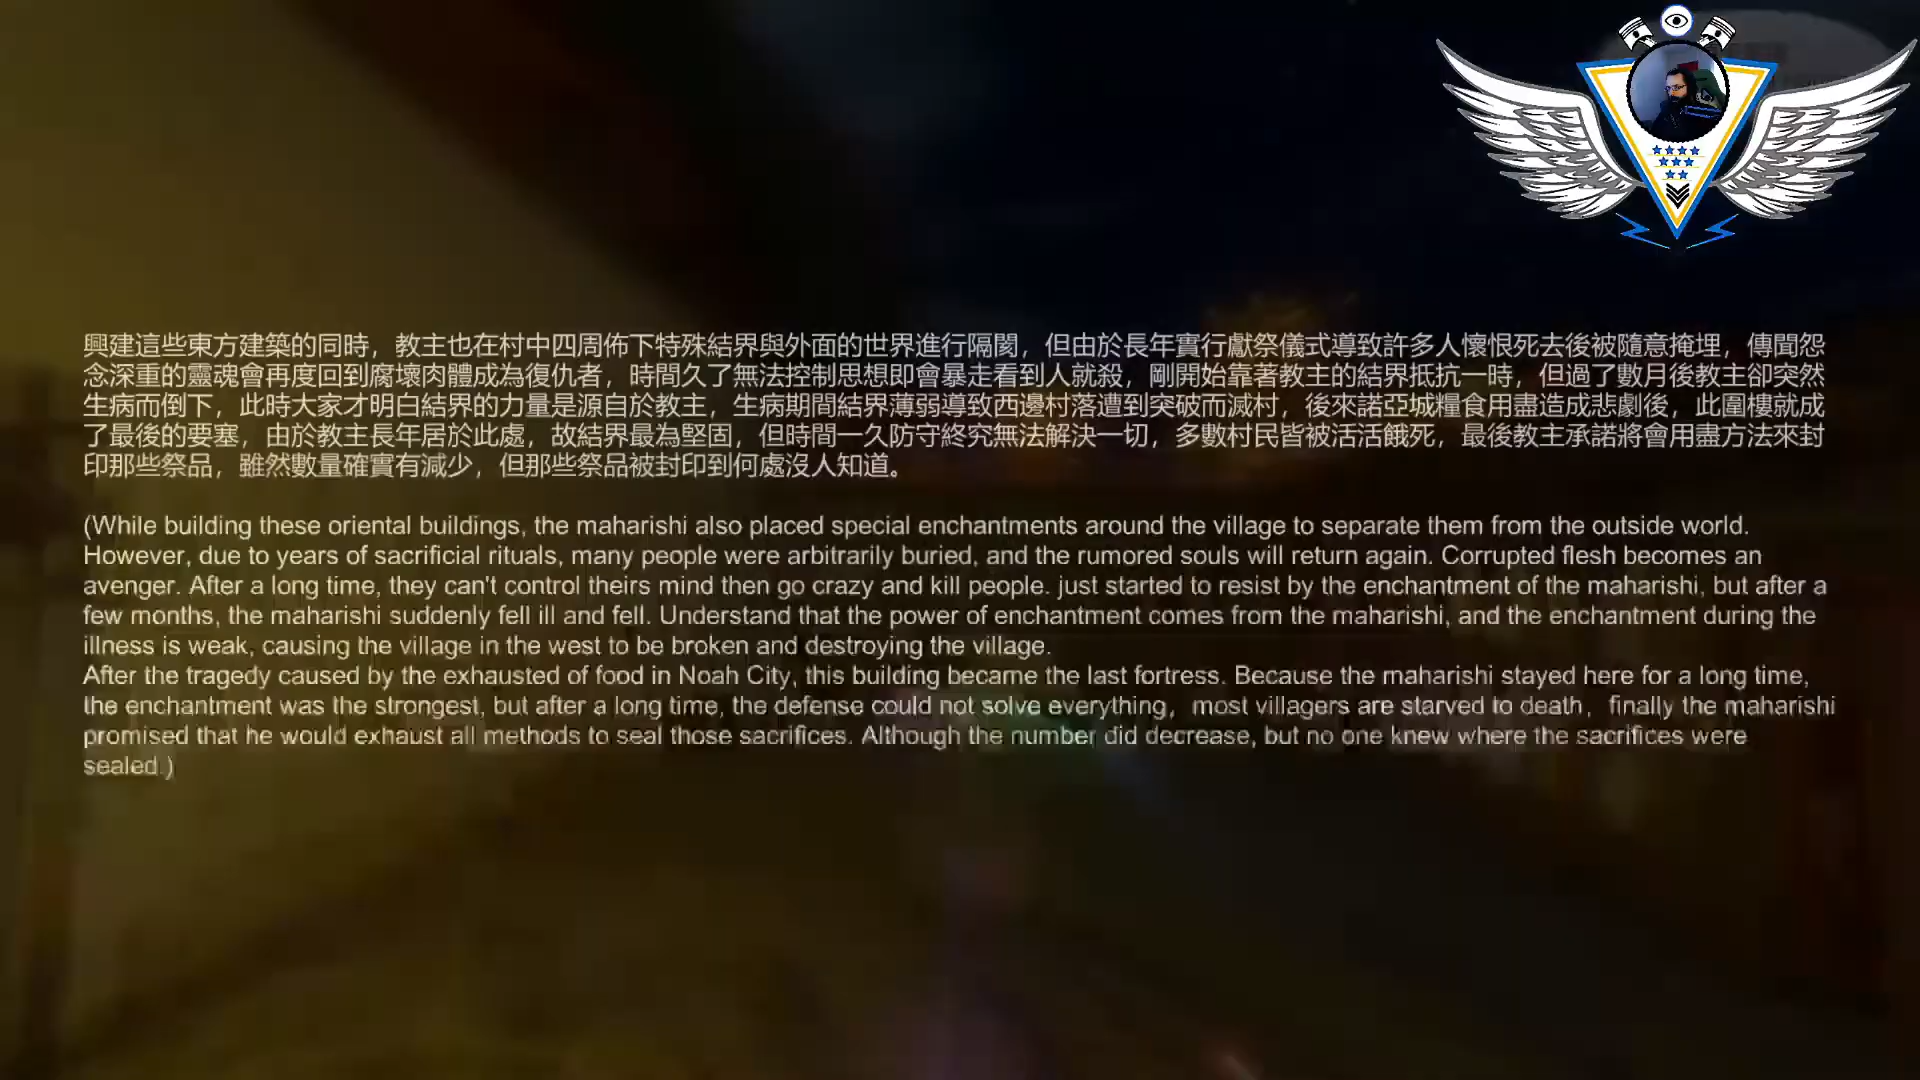 興建這些東方建築的同時，教主也在村中四周佈下特殊結界與外面的世界進行隔閡，但由於長年實行獻祭儀式導致許多人懷恨死去後被隨意掩埋，傳聞怨
念深重的靈魂會再度回到腐壞肉體成為復仇者，時間久了無法控制思想即會暴走看到人就殺，剛開始靠著教主的結界抵抗一時，但過了數月後教主卻突然
生病而倒下，此時大家才明白結界的力量是源自於教主，生病期間結界薄弱導致西邊村落遭到突破而滅村，後來諾亞城糧食用盡造成悲劇後，此圍樓就成
了最後的要塞，由於教主長年居於此處，故結界最為堅固，但時間一久防守終究無法解決一切，多數村民皆被活活餓死，最後教主承諾將會用盡方法來封
印那些祭品，雖然數量確實有減少，但那些祭品被封印到何處沒人知道。
(While building these oriental buildings, the maharishi also placed special enchantments around the village to separate them from the outside world.
However, due to years of sacrificial rituals, many people were arbitrarily buried, and the rumored souls will return again. Corrupted flesh becomes an
avenger. After a long time, they can't control theirs mind then go crazy and kill people. just started to resist by the enchantment of the maharishi, but after a
few months, the maharishi suddenly fell ill and fell. Understand that the power of enchantment comes from the maharishi, and the enchantment during the
illness is weak, causing the village in the west to be broken and destroying the village.
After the tragedy caused by the exhausted of food in Noah City, this building became the last fortress. Because the maharishi stayed here for a long time,
the enchantment was the strongest, but after a long time, the defense could not solve everything，most villagers are starved to death，finally the maharishi
promised that he would exhaust all methods to seal those sacrifices. Although the number did decrease, but no one knew where the sacrifices were
sealed.)